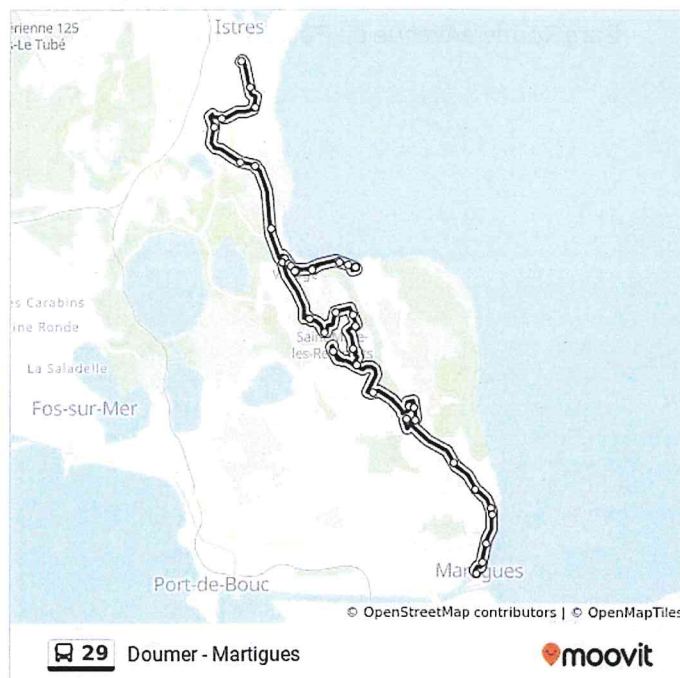 érienne 125
s-Le Tubé
Istres
es Carabins
ine Ronde
La Saladelle
Fos-sur-Mer
Port-de-Bouc
Martigues
© OpenStreetMap contributors | © OpenMapTiles
29 Doumer - Martigues
moovit